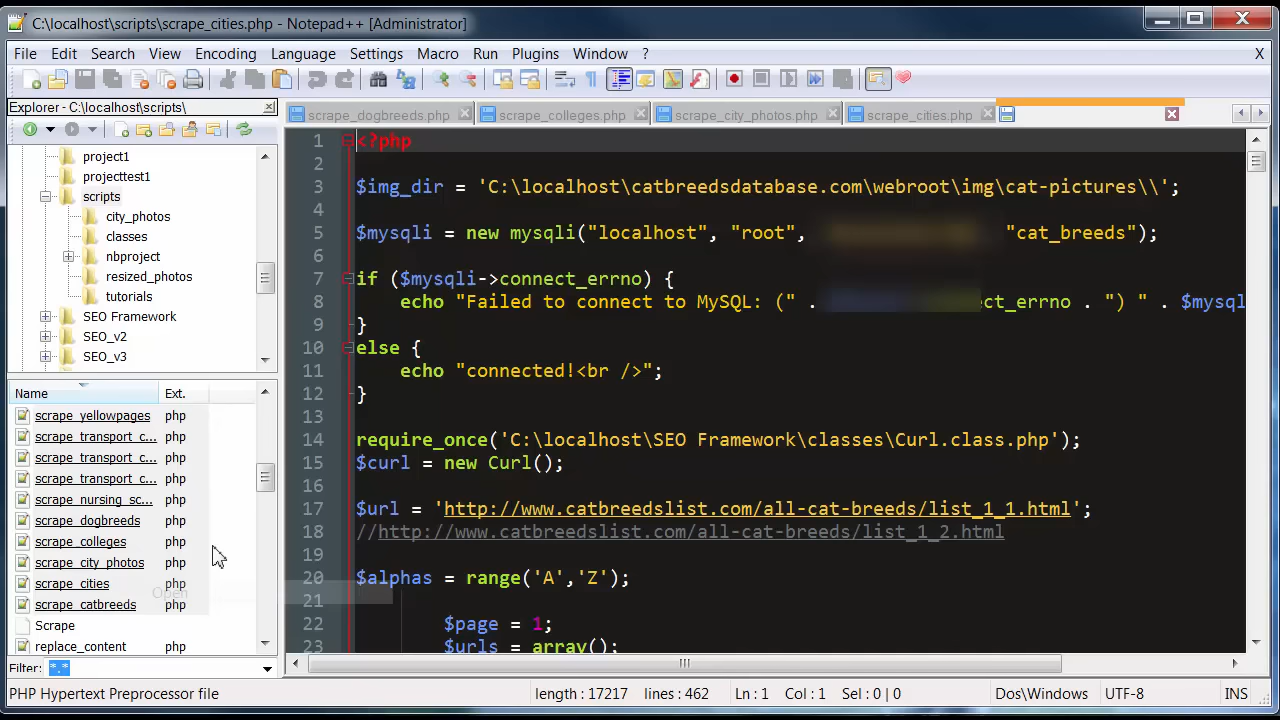 C:\localhost\scripts\scrape_cities.php - Notepad++ [Administrator]
File Edit Search View Encoding Language Settings Macro Run Plugins Window ? X
Explorer - C:\localhost\scripts\
scrape_dogbreeds.php scrape_colleges.php scrape_city_photos.php scrape_cities.php
project1
projecttest1
scripts
city_photos
classes
nbproject
resized_photos
tutorials
SEO Framework
SEO_v2
SEO_v3
Name Ext.
scrape_yellowpages php
scrape_transport_c... php
scrape_transport_c... php
scrape_transport_c... php
scrape_nursing_sc... php
scrape_dogbreeds php
scrape_colleges php
scrape_city_photos php
scrape_cities php
Open
scrape_catbreeds php
Scrape
replace_content php
Filter: *.*
1 <?php
2
3 $img_dir = 'C:\localhost\catbreedsdatabase.com\webroot\img\cat-pictures\\';
4
5 $mysqli = new mysqli("localhost", "root", "cat_breeds");
6
7 if ($mysqli->connect_errno) {
8 echo "Failed to connect to MySQL: (" . ct_errno . ") " . $mysql
9 }
10 else {
11 echo "connected!<br />";
12 }
13
14 require_once('C:\localhost\SEO Framework\classes\Curl.class.php');
15 $curl = new Curl();
16
17 $url = 'http://www.catbreedslist.com/all-cat-breeds/list_1_1.html';
18 //http://www.catbreedslist.com/all-cat-breeds/list_1_2.html
19
20 $alphas = range('A','Z');
21
22 $page = 1;
23 $urls = array();
PHP Hypertext Preprocessor file length : 17217 lines : 462 Ln : 1 Col : 1 Sel : 0 | 0 Dos\Windows UTF-8 INS